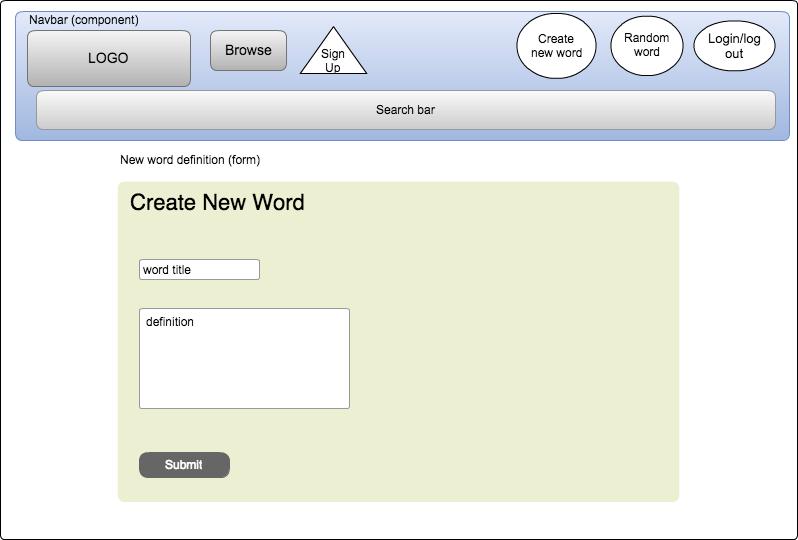 Navbar (component)
LOGO
Browse
Sign
Up
Create
new word
Random
word
Login/log
out
Search bar
New word definition (form)
Create New Word
word title
definition
Submit